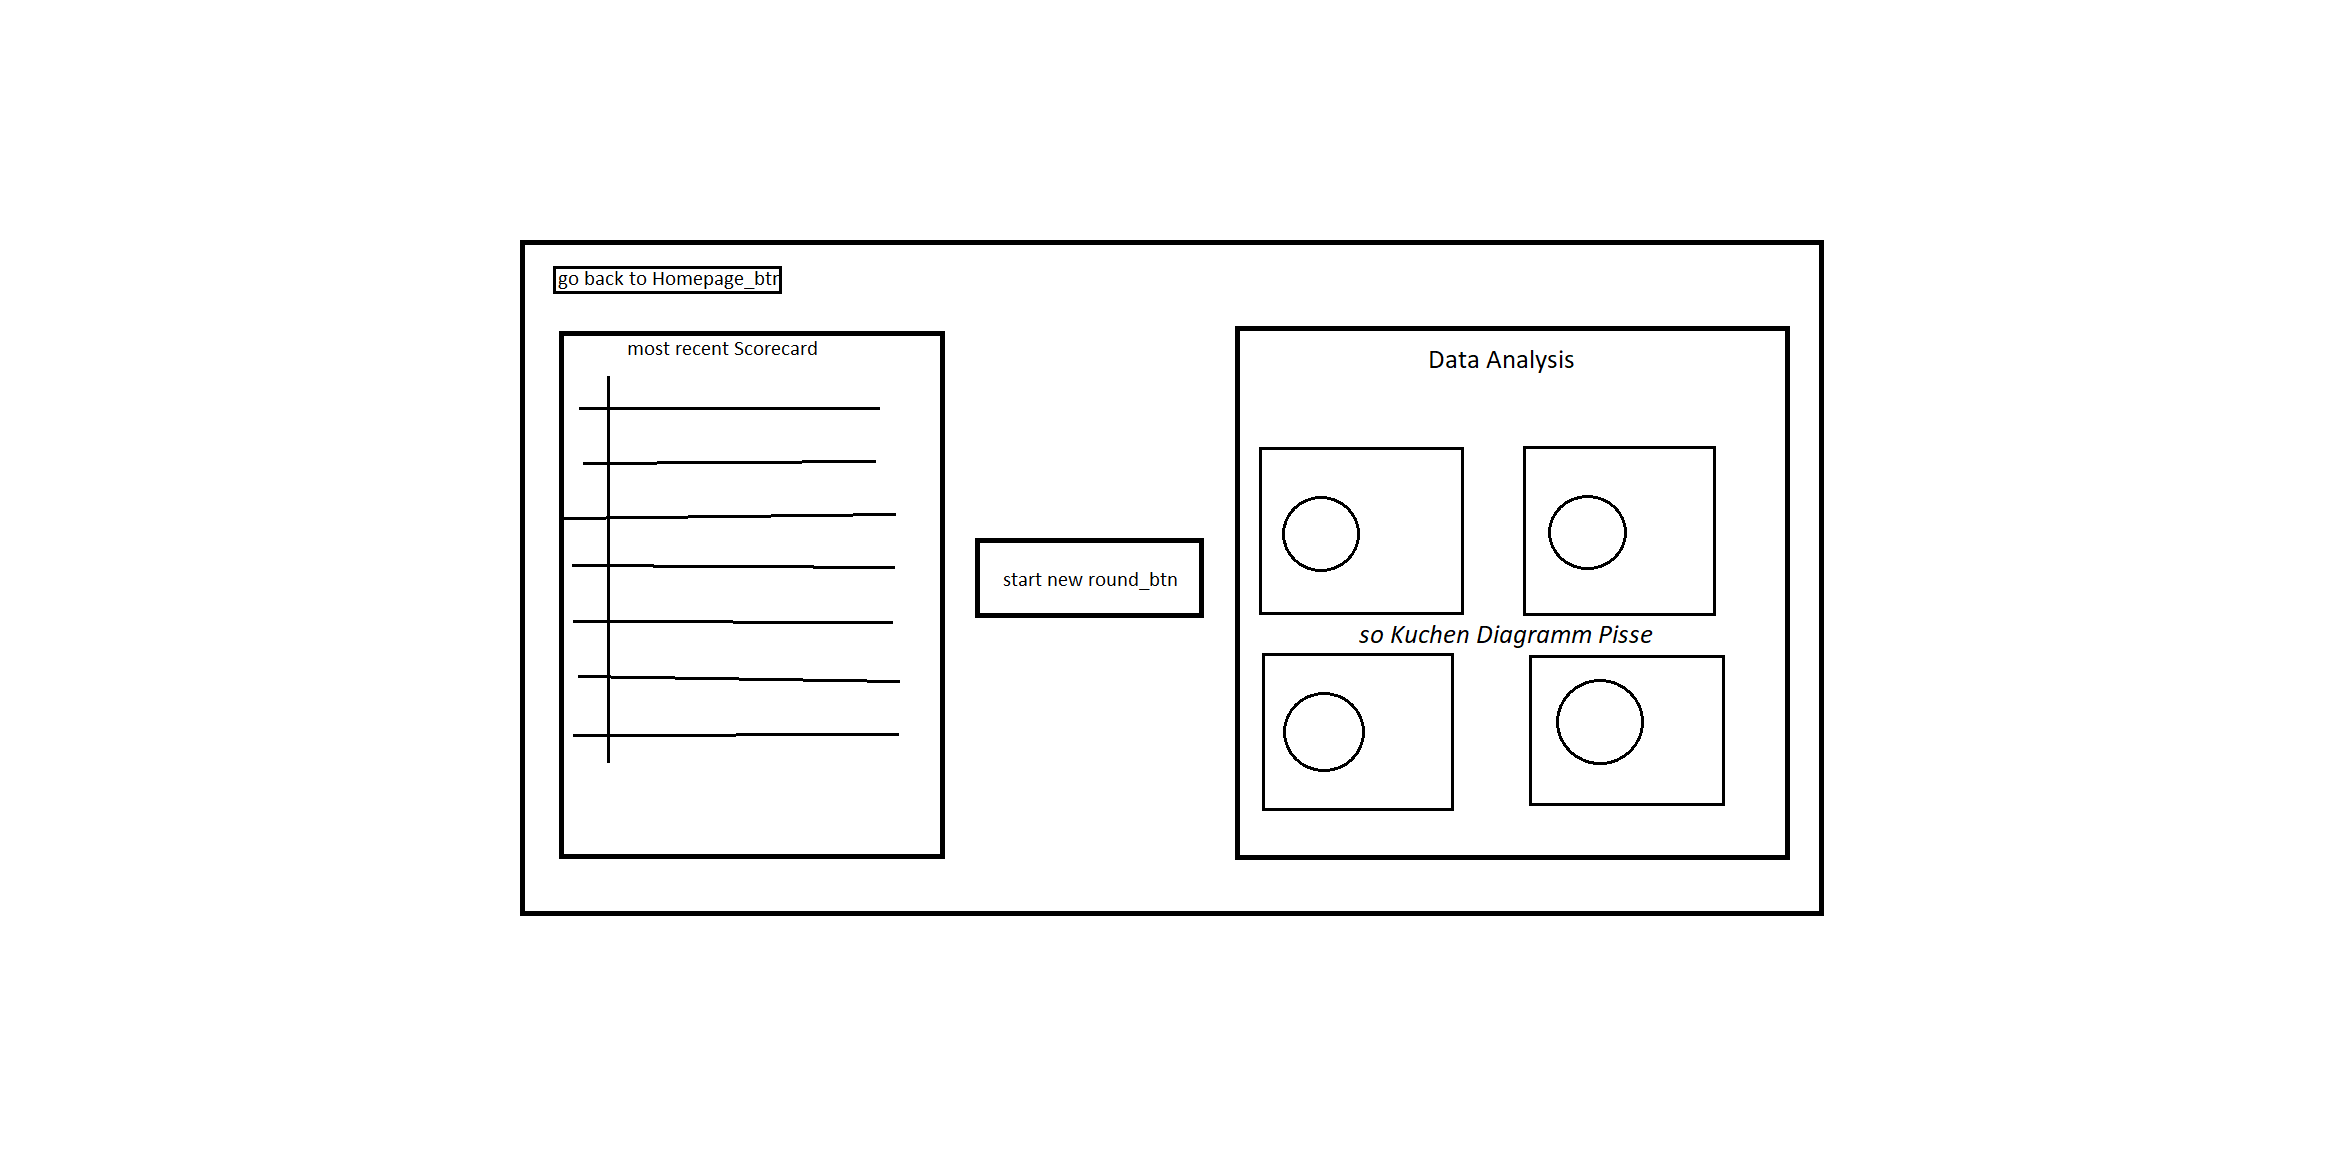 go back to Homepage_btn
most recent Scorecard
Data Analysis
start new round_btn
so Kuchen Diagramm Pisse